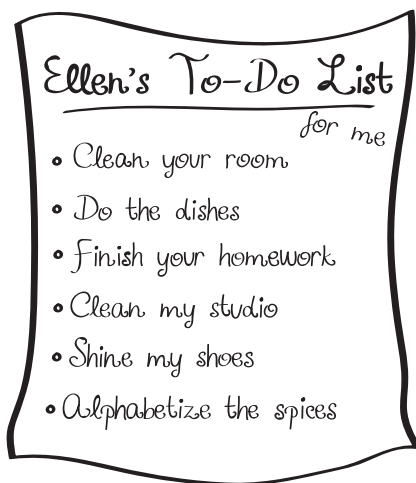 Ellen's To-Do List
for me
Clean your room
Do the dishes
Finish your homework
Clean my studio
Shine my shoes
Alphabetize the spices